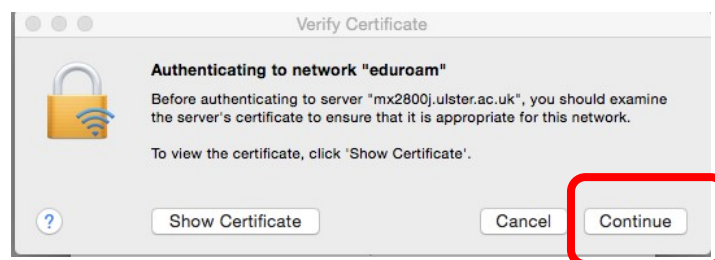 Verify Certificate
Authenticating to network "eduroam"
Before authenticating to server "mx2800j.ulster.ac.uk", you should examine
the server's certificate to ensure that it is appropriate for this network.
To view the certificate, click 'Show Certificate'.
? Show Certificate Cancel Continue